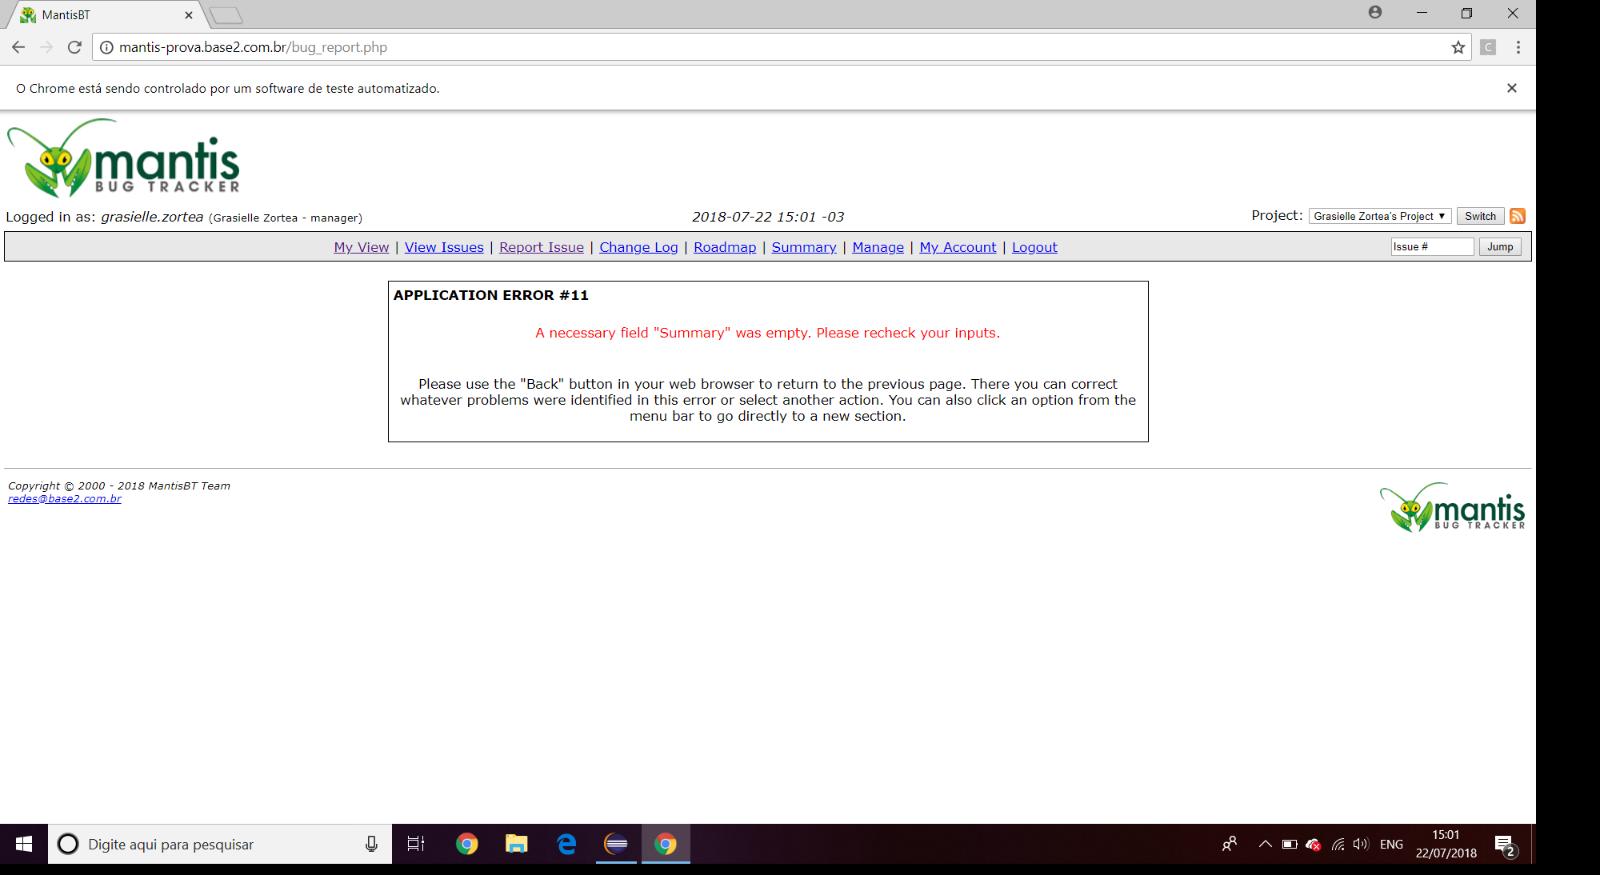 MantisBT
mantis-prova.base2.com.br/bug_report.php
C
O Chrome está sendo controlado por um software de teste automatizado.
mantis
BUG TRACKER
Logged in as: grasielle.zortea (Grasielle Zortea - manager)
2018-07-22 15:01 -03
Project: Grasielle Zortea's Project Switch
My View | View Issues | Report Issue | Change Log | Roadmap | Summary | Manage | My Account | Logout
Issue # Jump
APPLICATION ERROR #11
A necessary field "Summary" was empty. Please recheck your inputs.
Please use the "Back" button in your web browser to return to the previous page. There you can correct
whatever problems were identified in this error or select another action. You can also click an option from the
menu bar to go directly to a new section.
Copyright © 2000 - 2018 MantisBT Team
redes@base2.com.br
mantis
BUG TRACKER
Digite aqui para pesquisar
ENG
15:01
22/07/2018
2